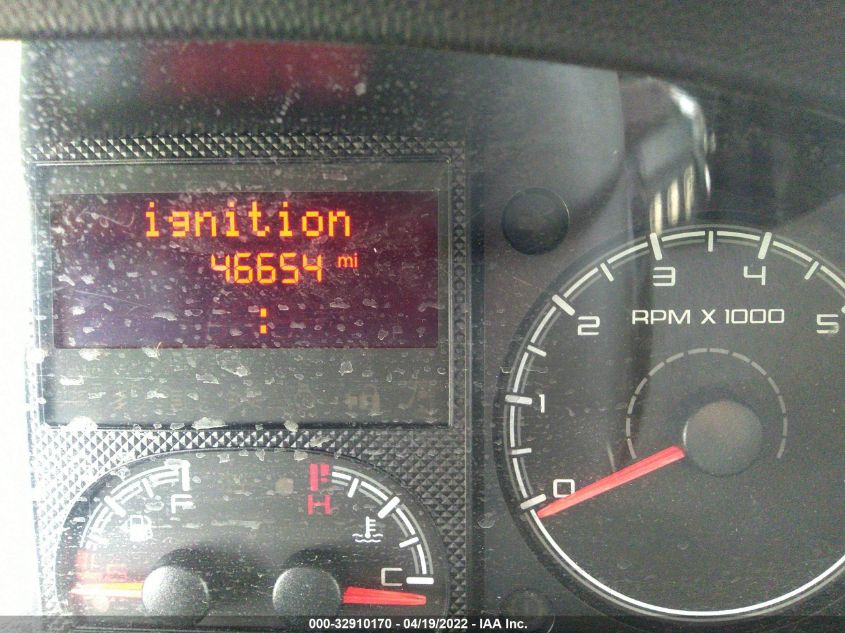 ignition
46654 mi
:
F
H
C
0
1
2
3
4
5
RPM X 1000
000-32910170 - 04/19/2022 - IAA Inc.